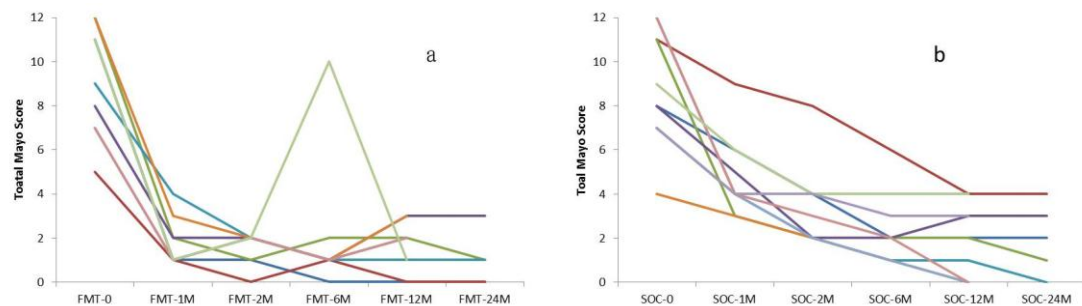 12
10
8
6
4
2
0
Toatal Mayo Score
a
FMT-0 FMT-1M FMT-2M FMT-6M FMT-12M FMT-24M
12
10
8
6
4
2
0
Toal Mayo Score
b
SOC-0 SOC-1M SOC-2M SOC-6M SOC-12M SOC-24M